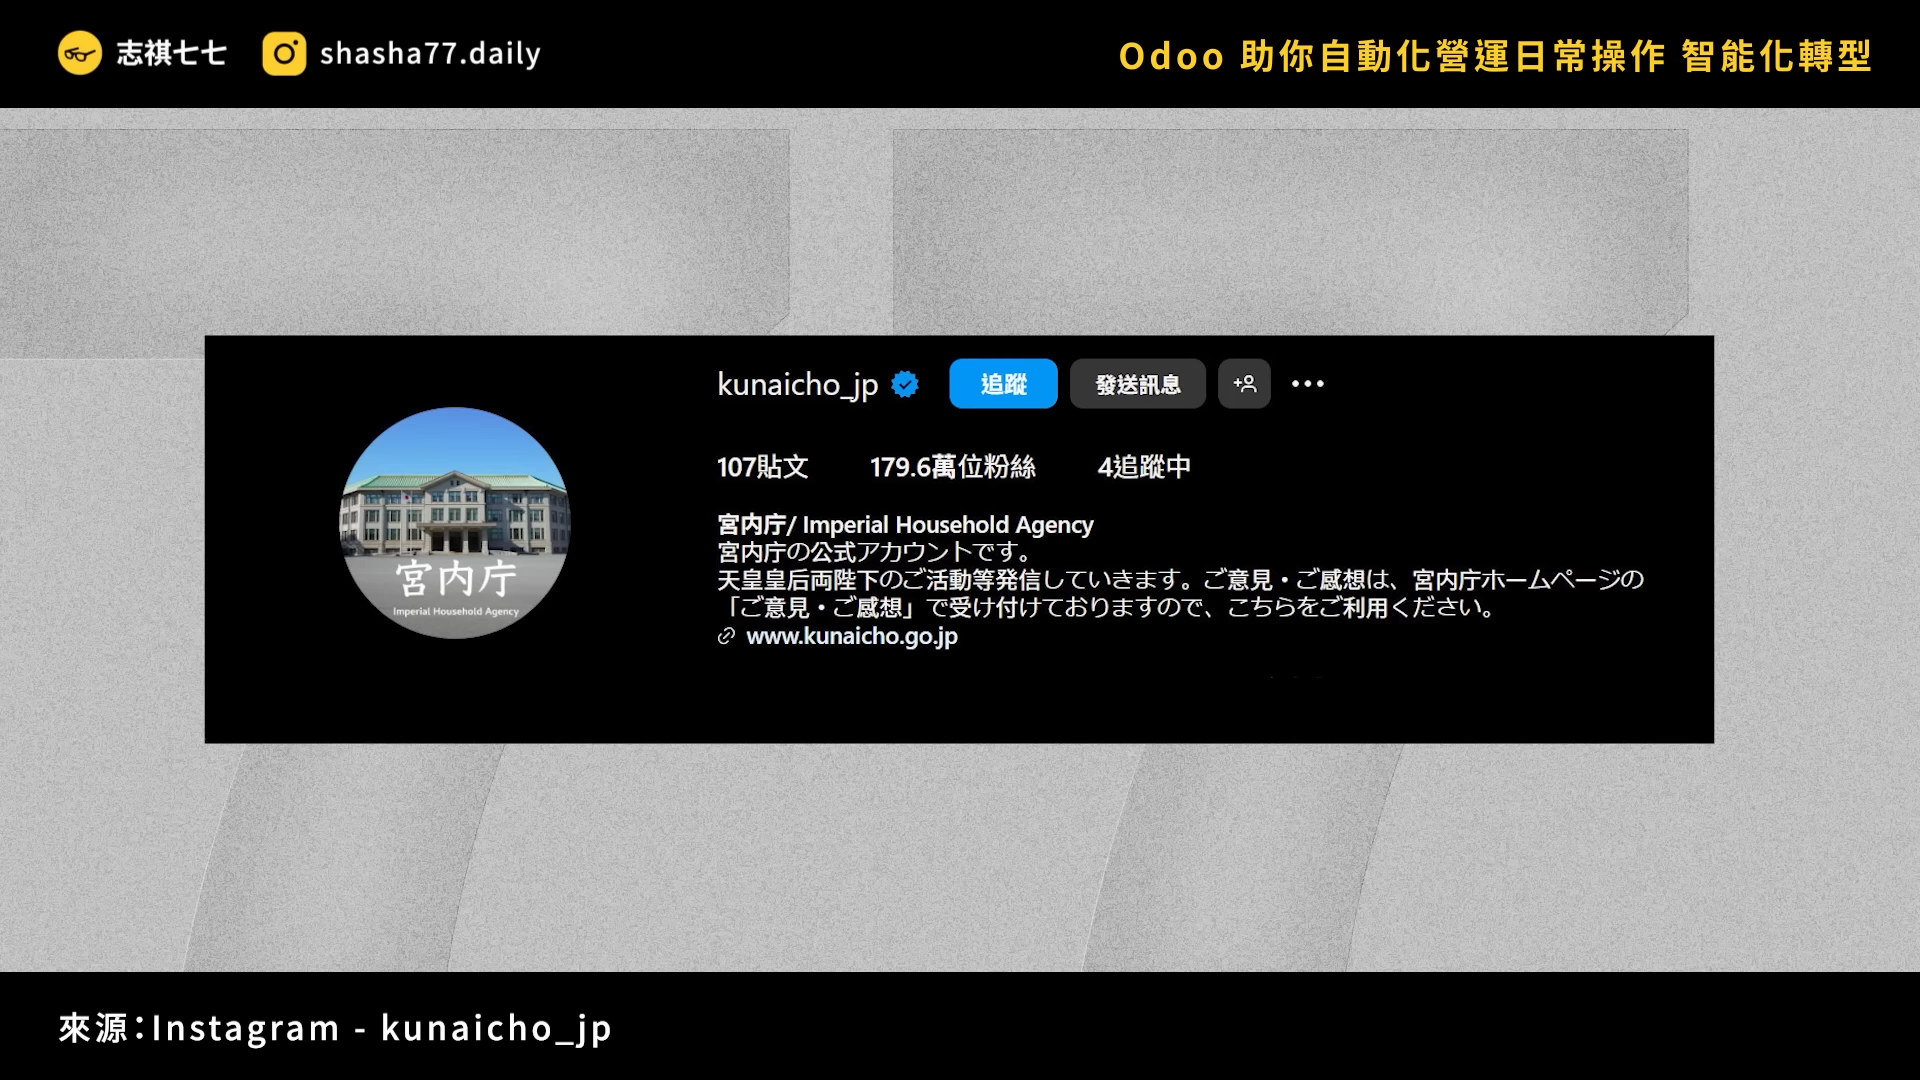 志祺七七 shasha77.daily
Odoo 助你自動化營運日常操作 智能化轉型
kunaicho_jp 追蹤 發送訊息
107貼文 179.6萬位粉絲 4追蹤中
宮内庁/ Imperial Household Agency
宮内庁の公式アカウントです。
天皇皇后両陛下のご活動等発信していきます。ご意見・ご感想は、宮内庁ホームページの
「ご意見・ご感想」で受け付けておりますので、こちらをご利用ください。
www.kunaicho.go.jp
宮内庁
Imperial Household Agency
來源：Instagram - kunaicho_jp